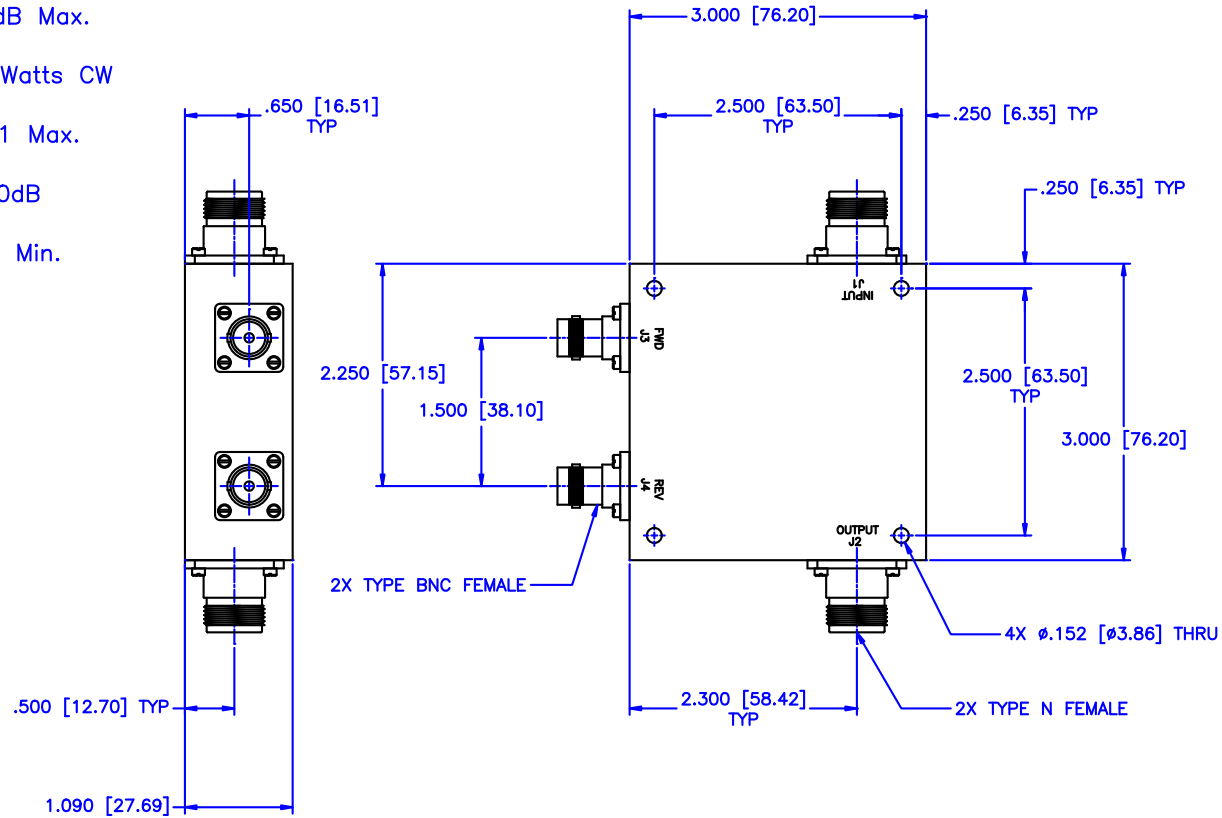 dB Max.
Watts CW
1 Max.
0dB
Min.
3.000 [76.20]
.650 [16.51]
TYP
2.500 [63.50]
TYP
.250 [6.35] TYP
.250 [6.35] TYP
INPUT
J1
FWD
J3
2.250 [57.15]
1.500 [38.10]
2.500 [63.50]
TYP
3.000 [76.20]
REV
J4
OUTPUT
J2
2X TYPE BNC FEMALE
4X ø.152 [ø3.86] THRU
.500 [12.70] TYP
2.300 [58.42]
TYP
2X TYPE N FEMALE
1.090 [27.69]